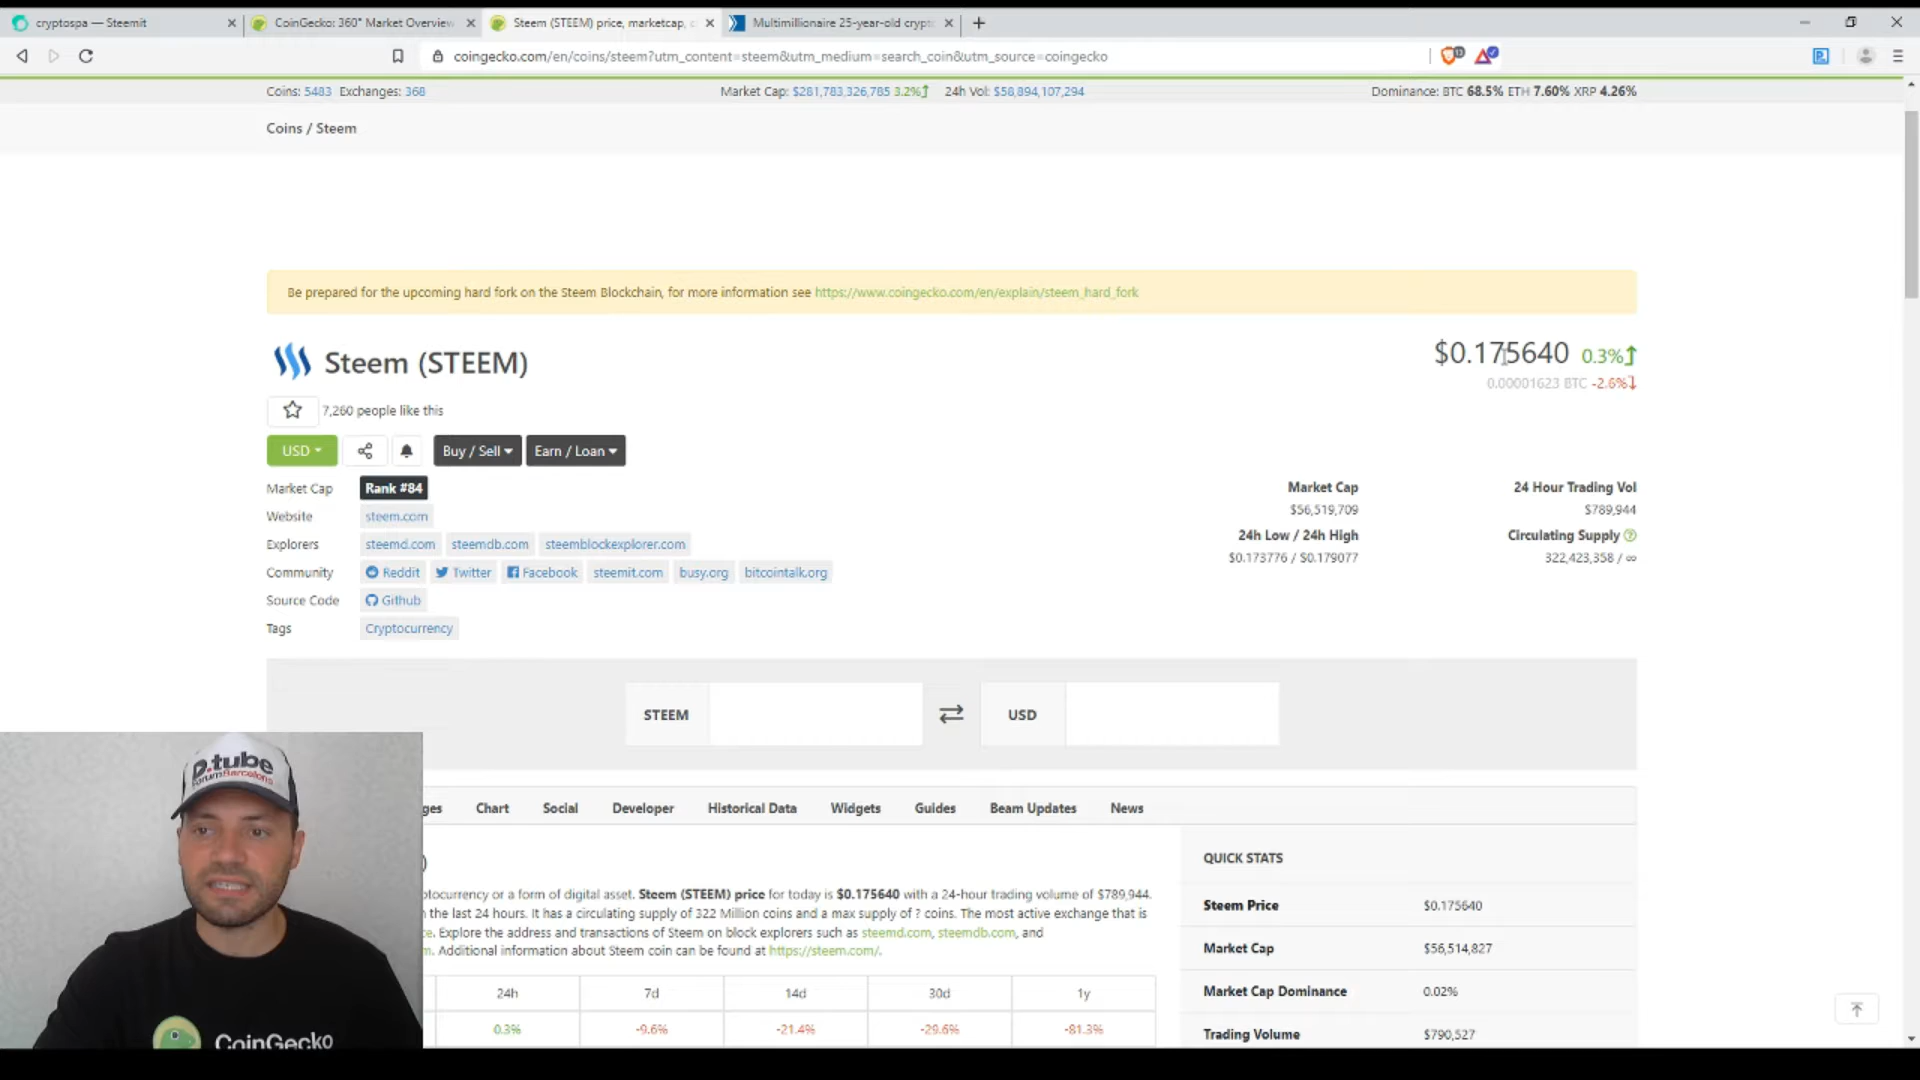 cryptospa — Steemit
CoinGecko: 360° Market Overview
Steem (STEEM) price, marketcap, c
Multimillionaire 25-year-old crypto
coingecko.com/en/coins/steem?utm_content=steem&utm_medium=search_coin&utm_source=coingecko
Coins: 5483 Exchanges: 368
Market Cap: $281,783,326,785 3.2% 24h Vol: $58,894,107,294
Dominance: BTC 68.5% ETH 7.60% XRP 4.26%
Coins / Steem
Be prepared for the upcoming hard fork on the Steem Blockchain, for more information see https://www.coingecko.com/en/explain/steem_hard_fork
Steem (STEEM)
$0.175640 0.3%
0.00001623 BTC -2.6%
7,260 people like this
USD
Buy / Sell
Earn / Loan
Market Cap Rank #84
Website steem.com
Explorers steemd.com steemdb.com steemblockexplorer.com
Community Reddit Twitter Facebook steemit.com busy.org bitcointalk.org
Source Code Github
Tags Cryptocurrency
Market Cap
$56,519,709
24 Hour Trading Vol
$789,944
24h Low / 24h High
$0.173776 / $0.179077
Circulating Supply
322,423,358 / ∞
STEEM
USD
ges Chart Social Developer Historical Data Widgets Guides Beam Updates News
)
ptocurrency or a form of digital asset. Steem (STEEM) price for today is $0.175640 with a 24-hour trading volume of $789,944.
n the last 24 hours. It has a circulating supply of 322 Million coins and a max supply of ? coins. The most active exchange that is
ce. Explore the address and transactions of Steem on block explorers such as steemd.com, steemdb.com, and
m. Additional information about Steem coin can be found at https://steem.com/.
24h 7d 14d 30d 1y
0.3% -9.6% -21.4% -29.6% -81.3%
QUICK STATS
Steem Price $0.175640
Market Cap $56,514,827
Market Cap Dominance 0.02%
Trading Volume $790,527
D.tube
ForumBarcelona
CoinGecko